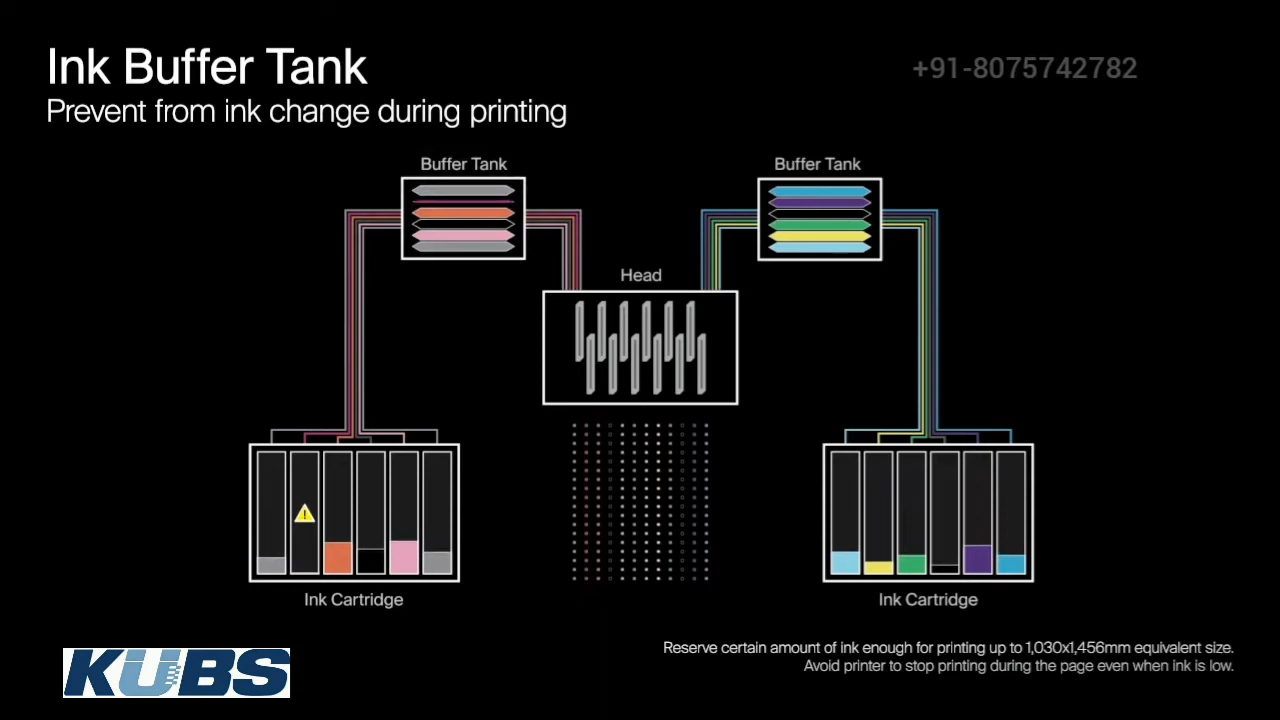 Ink Buffer Tank
+91-8075742782
Prevent from ink change during printing
Buffer Tank
Buffer Tank
Head
Ink Cartridge
Ink Cartridge
KUBS
Reserve certain amount of ink enough for printing up to 1,030x1,456mm equivalent size.
Avoid printer to stop printing during the page even when ink is low.